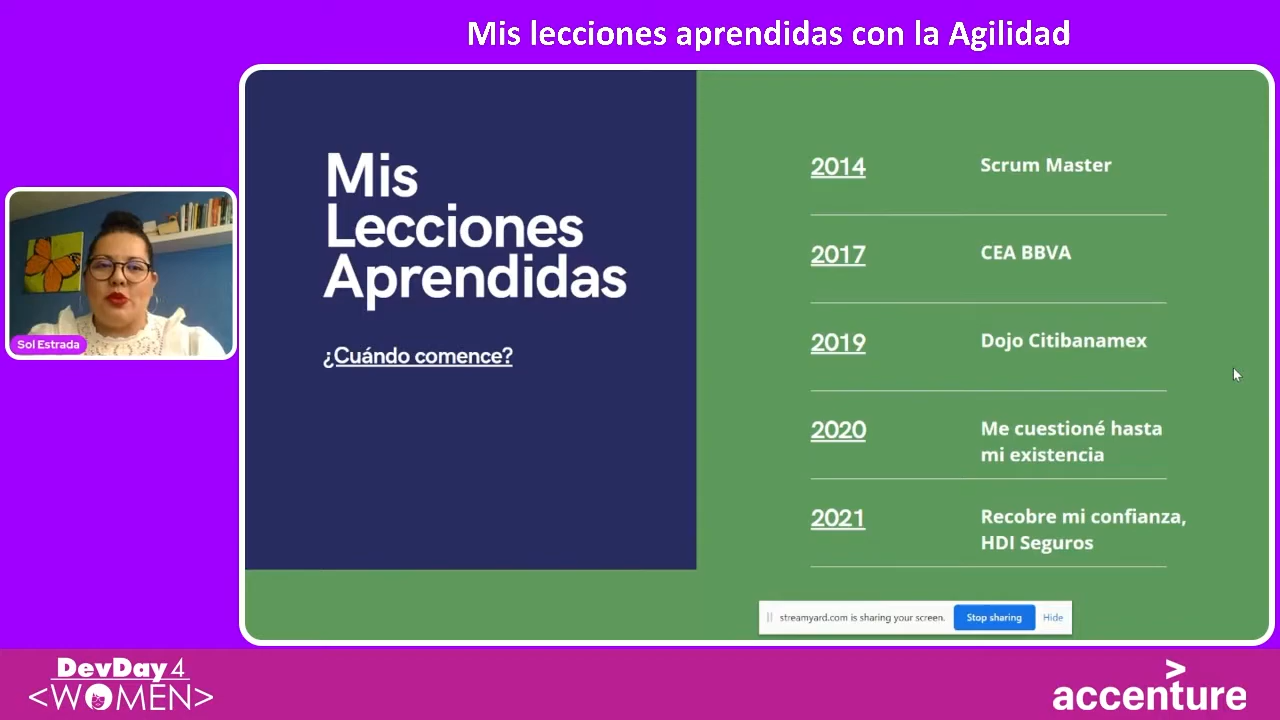 Mis lecciones aprendidas con la Agilidad
Mis
Lecciones
Aprendidas
¿Cuándo comence?
2014 Scrum Master
2017 CEA BBVA
2019 Dojo Citibanamex
2020 Me cuestioné hasta
mi existencia
2021 Recobre mi confianza,
HDI Seguros
Sol Estrada
streamyard.com is sharing your screen. Stop sharing Hide
DevDay4
<WOMEN>
accenture